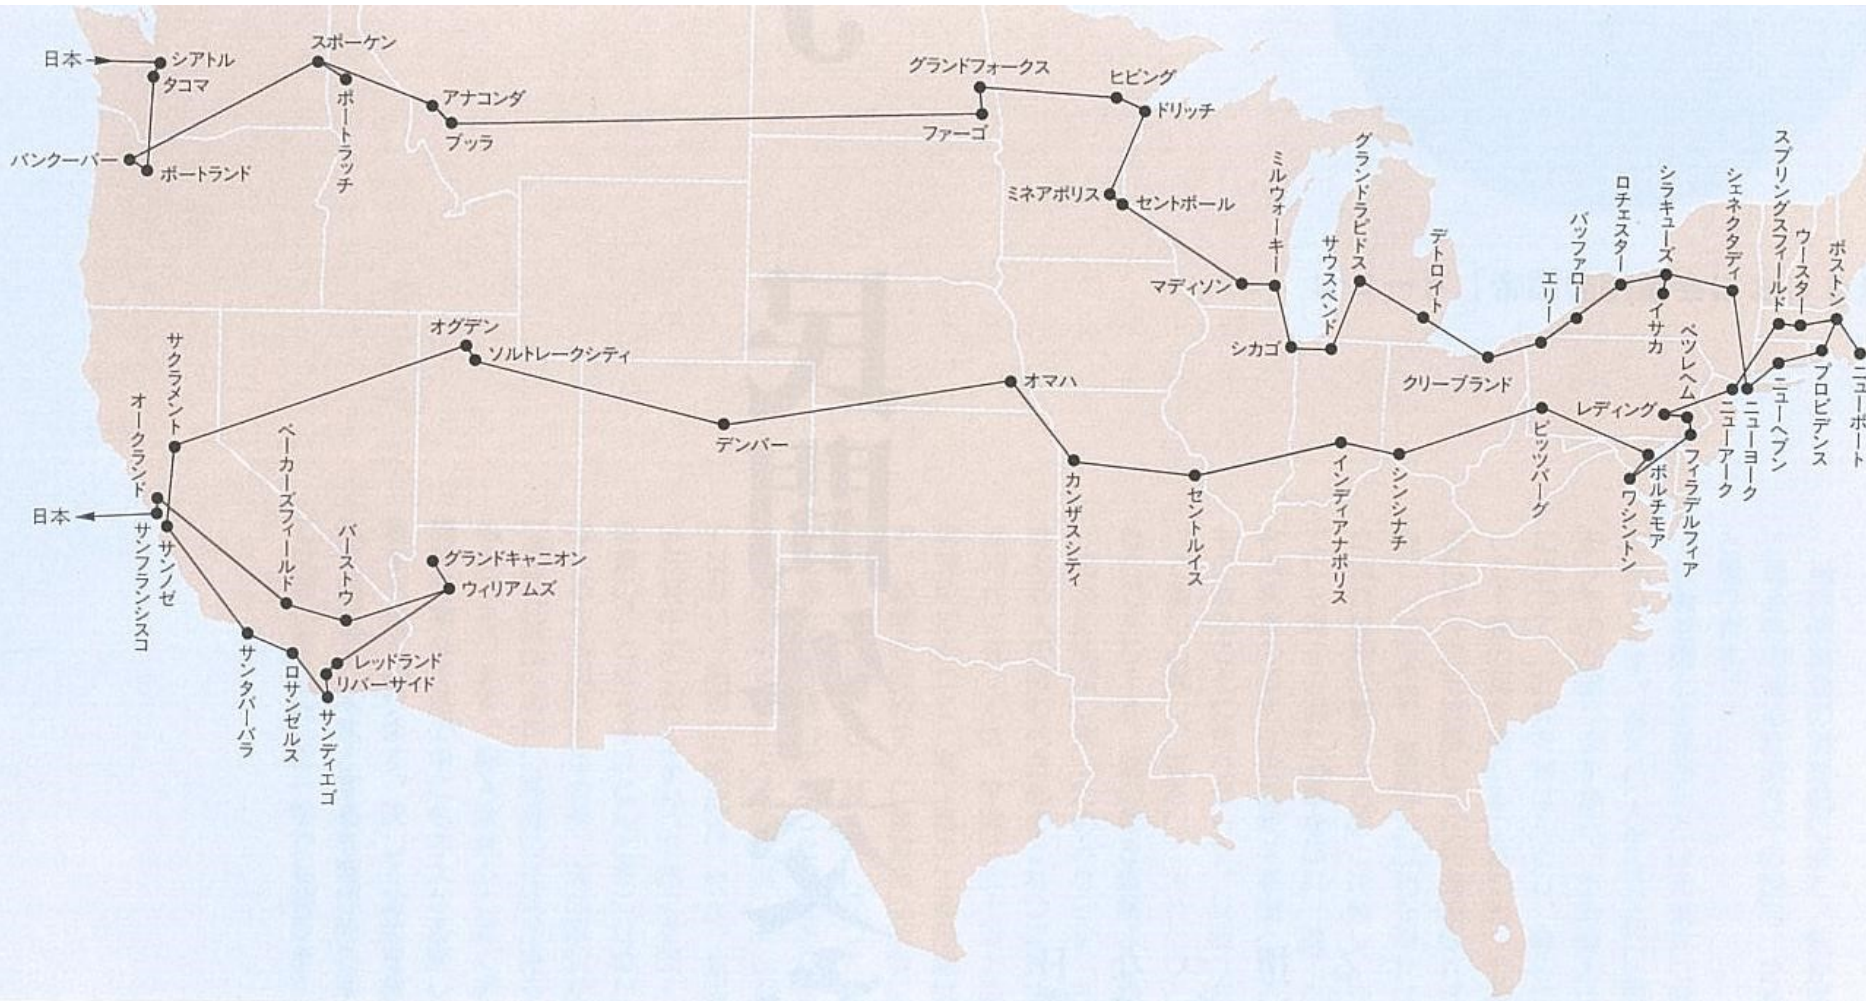 日本
シアトル
タコマ
バンクーバー
ポートランド
スポーケン
ポートラッチ
アナコンダ
ブッラ
グランドフォークス
ファーゴ
ヒビング
ドリッチ
ミネアポリス
セントポール
マディソン
ミルウォーキー
シカゴ
サウスベンド
グランドラピドス
デトロイト
クリーブランド
エリー
バッファロー
ロチェスター
シラキューズ
イサカ
シェネクタディ
スプリングスフィールド
ウースター
ボストン
ニューポート
プロビデンス
ニューヘブン
ニューヨーク
ニューアーク
ベツレヘム
レディング
フィラデルフィア
ボルチモア
ワシントン
ピッツバーグ
シンシナチ
インディアナポリス
セントルイス
カンザスシティ
オマハ
デンバー
ソルトレークシティ
オグデン
サクラメント
オークランド
日本
サンフランシスコ
サンノゼ
ベーカーズフィールド
バーストウ
グランドキャニオン
ウィリアムズ
レッドランド
リバーサイド
サンディエゴ
ロサンゼルス
サンタバーバラ